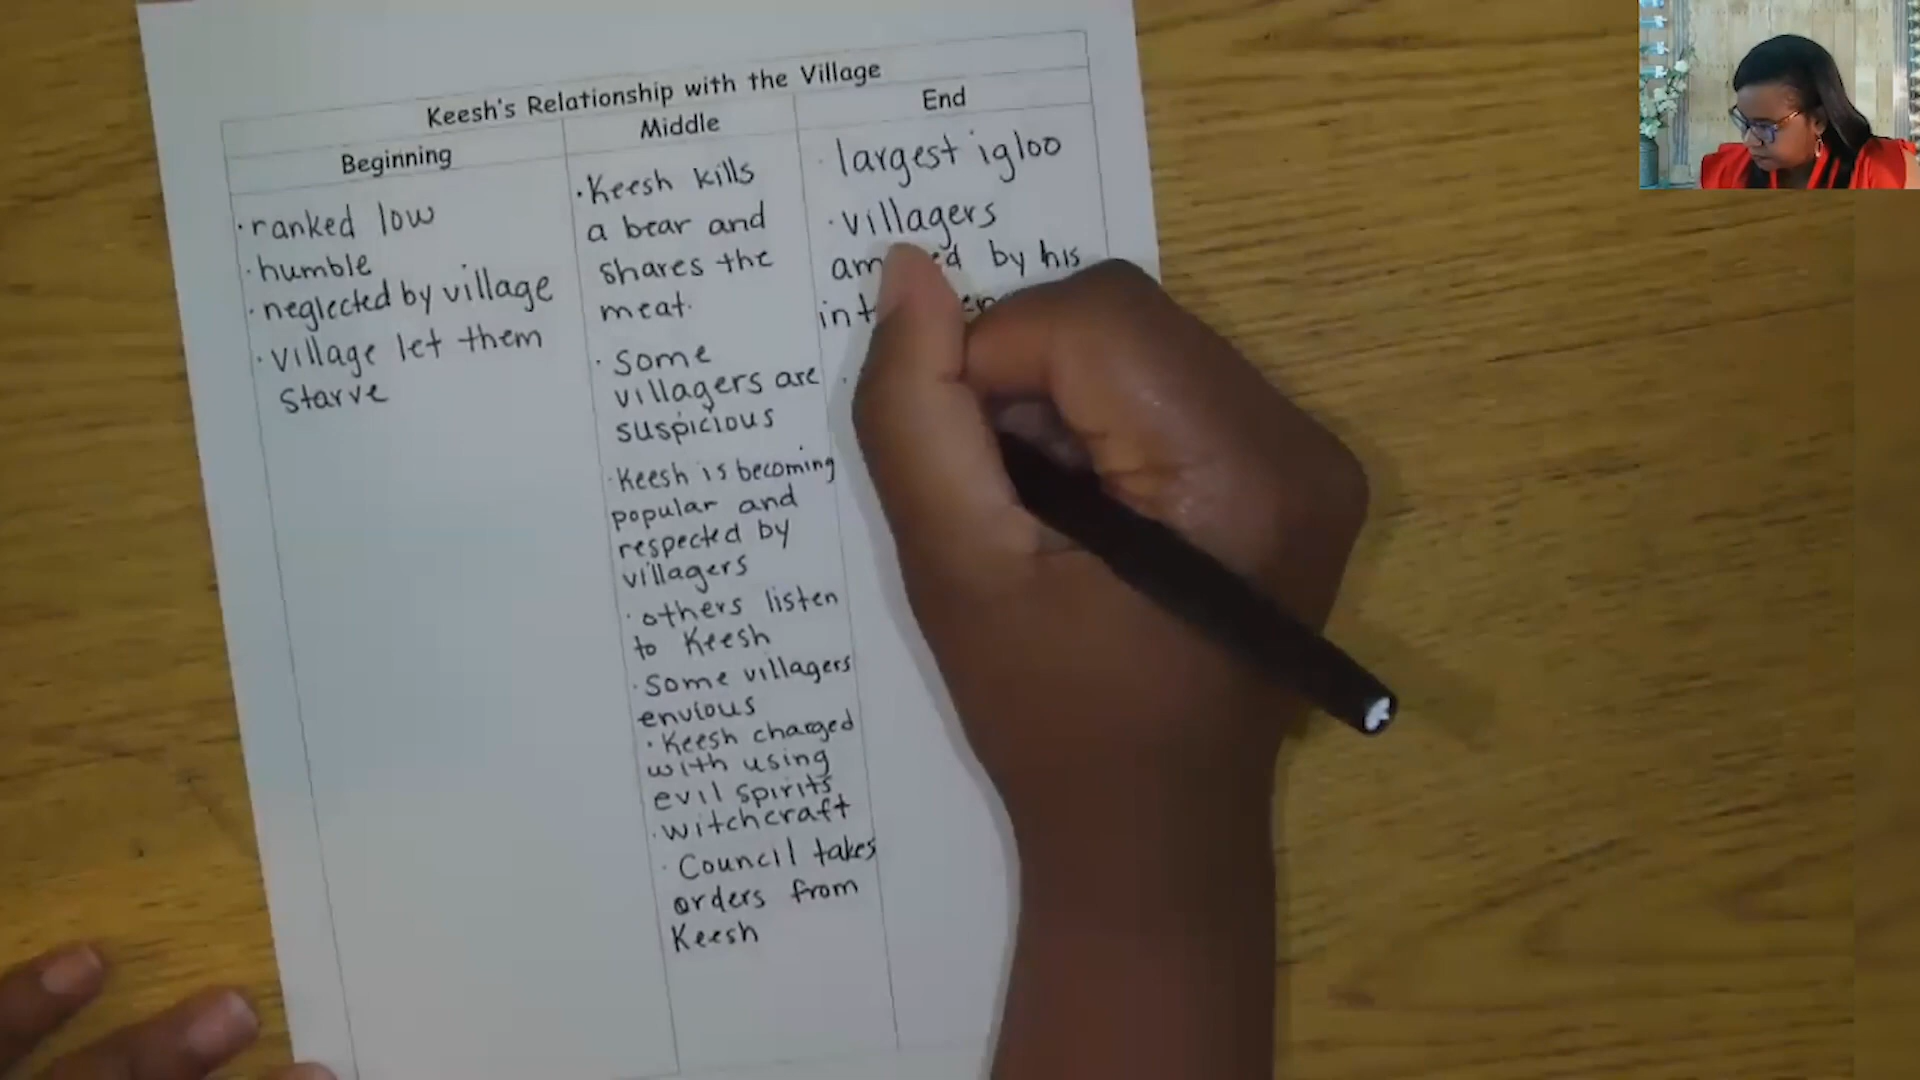 Keesh's Relationship with the Village
Beginning
Middle
End
·ranked low
·humble
·neglected by village
·village let them
starve
·Keesh kills
a bear and
shares the
meat.
·Some
villagers are
suspicious
·Keesh is becoming
popular and
respected by
villagers
·others listen
to Keesh
·some villagers
envious
·Keesh charged
with using
evil spirits
·witchcraft
·Council takes
orders from
Keesh
·largest igloo
·villagers
by his